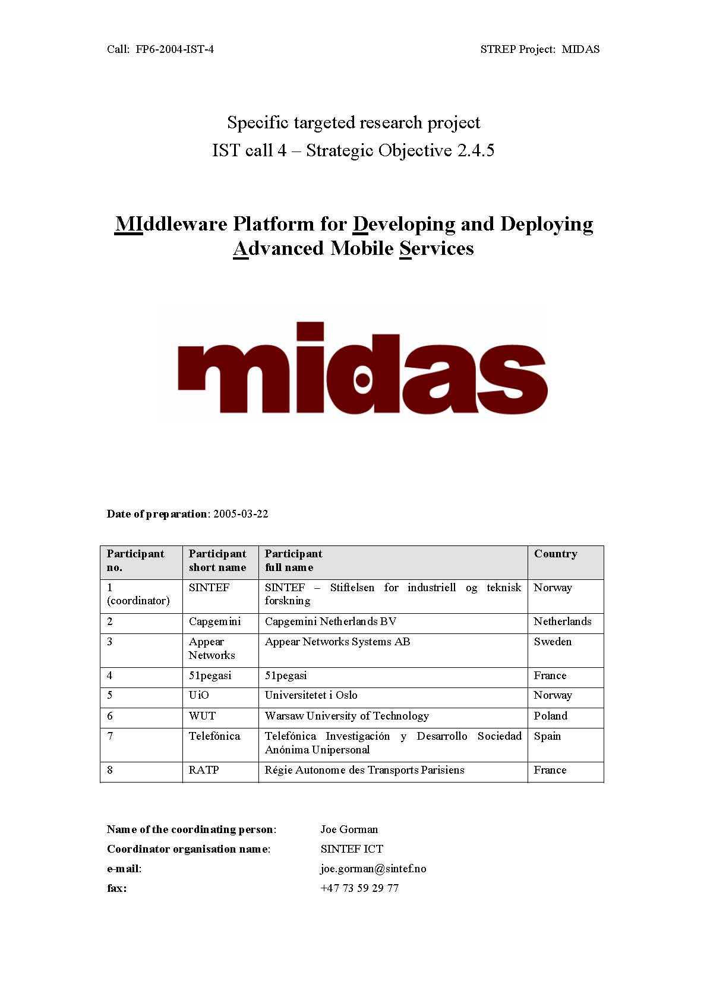 Call: FP6-2004-IST-4 STREP Project: MIDAS
Specific targeted research project
IST call 4 – Strategic Objective 2.4.5
MIddleware Platform for Developing and Deploying
Advanced Mobile Services
midas
Date of preparation: 2005-03-22
Participant no. Participant short name Participant full name Country
1 (coordinator) SINTEF SINTEF – Stiftelsen for industriell og teknisk forskning Norway
2 Capgemini Capgemini Netherlands BV Netherlands
3 Appear Networks Appear Networks Systems AB Sweden
4 51pegasi 51pegasi France
5 UiO Universitetet i Oslo Norway
6 WUT Warsaw University of Technology Poland
7 Telefónica Telefónica Investigación y Desarrollo Sociedad Anónima Unipersonal Spain
8 RATP Régie Autonome des Transports Parisiens France
Name of the coordinating person: Joe Gorman
Coordinator organisation name: SINTEF ICT
e-mail: joe.gorman@sintef.no
fax: +47 73 59 29 77